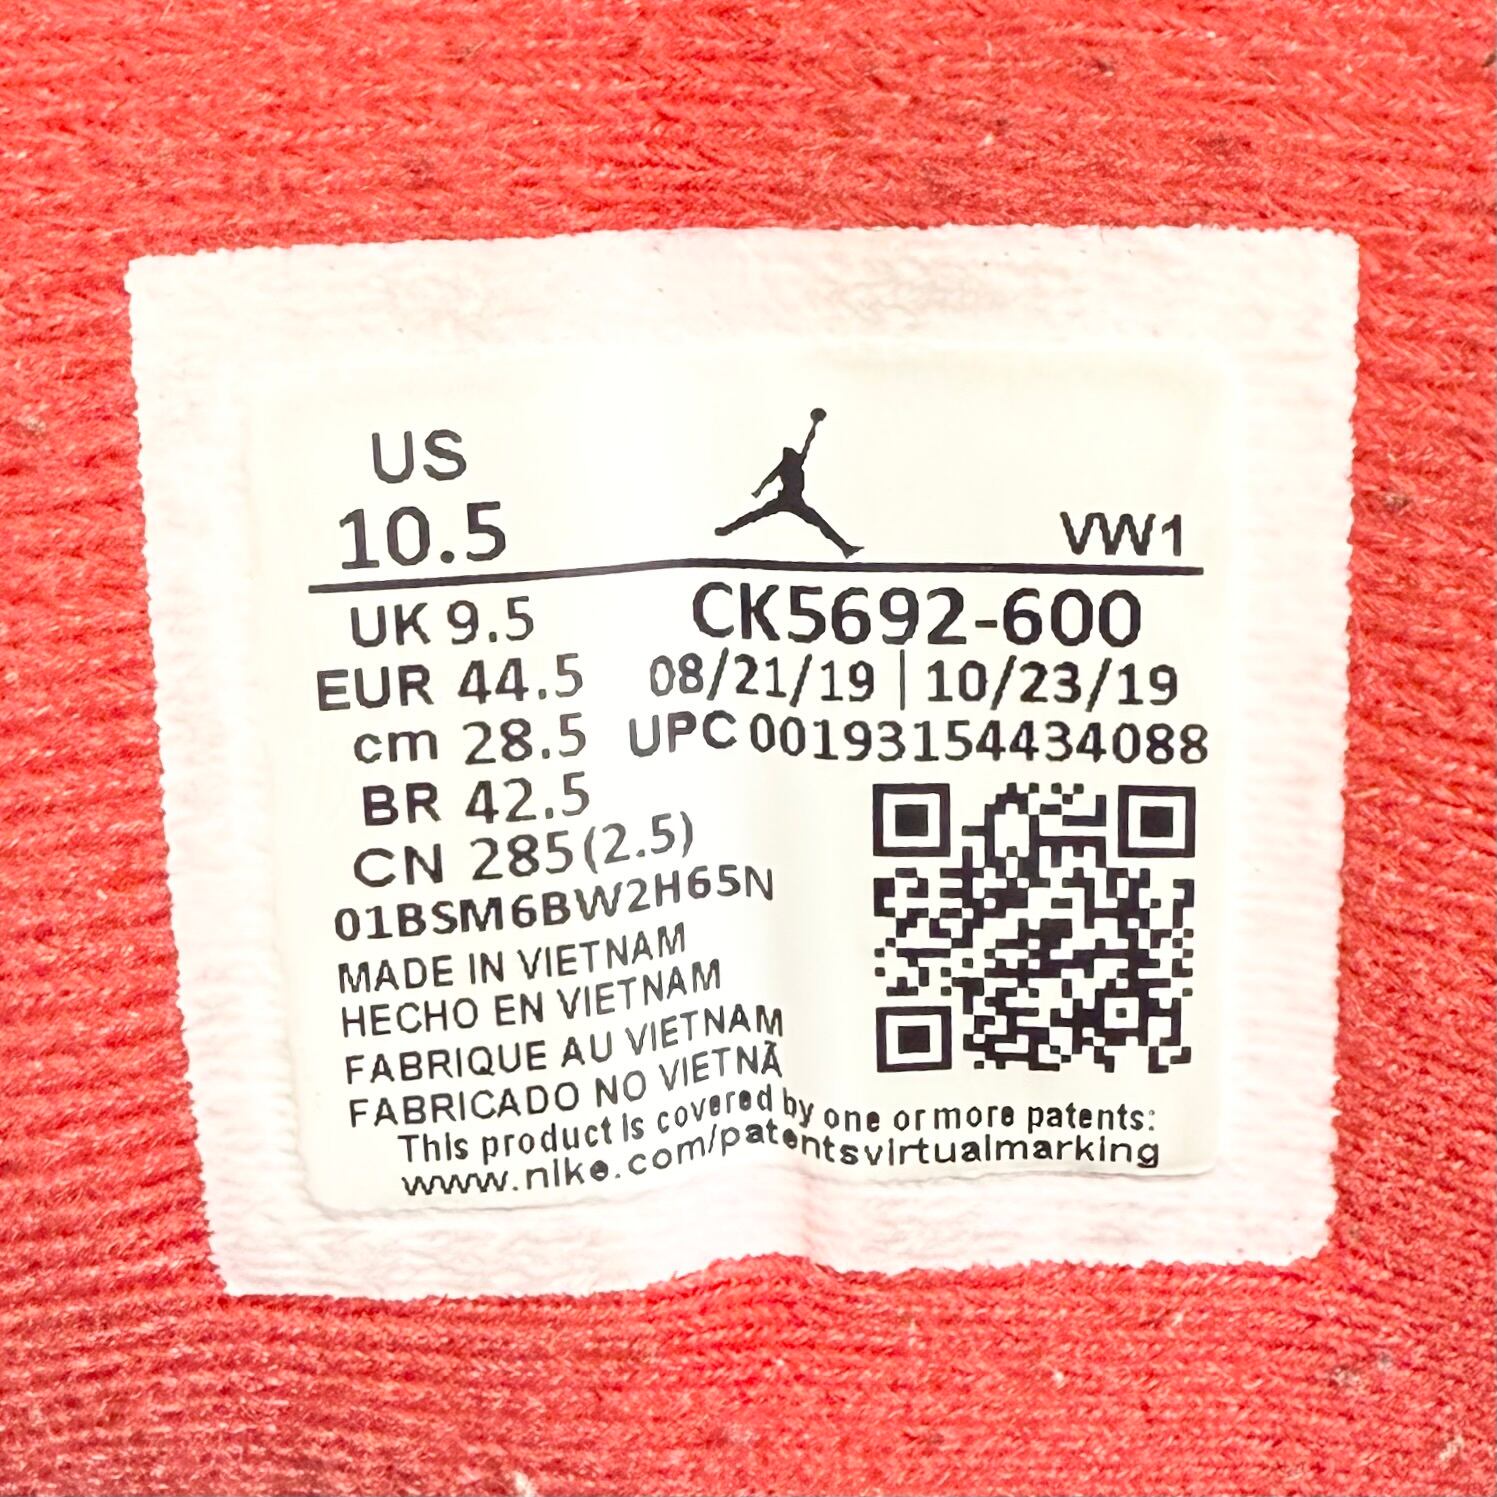 US
10.5
VW1
UK 9.5
CK5692-600
EUR 44.5
08/21/19 | 10/23/19
cm 28.5
UPC 00193154434088
BR 42.5
CN 285(2.5)
01BSM6BW2H65N
MADE IN VIETNAM
HECHO EN VIETNAM
FABRIQUE AU VIETNAM
FABRICADO NO VIETNÃ
This product is covered by one or more patents:
www.nike.com/patentsvirtualmarking